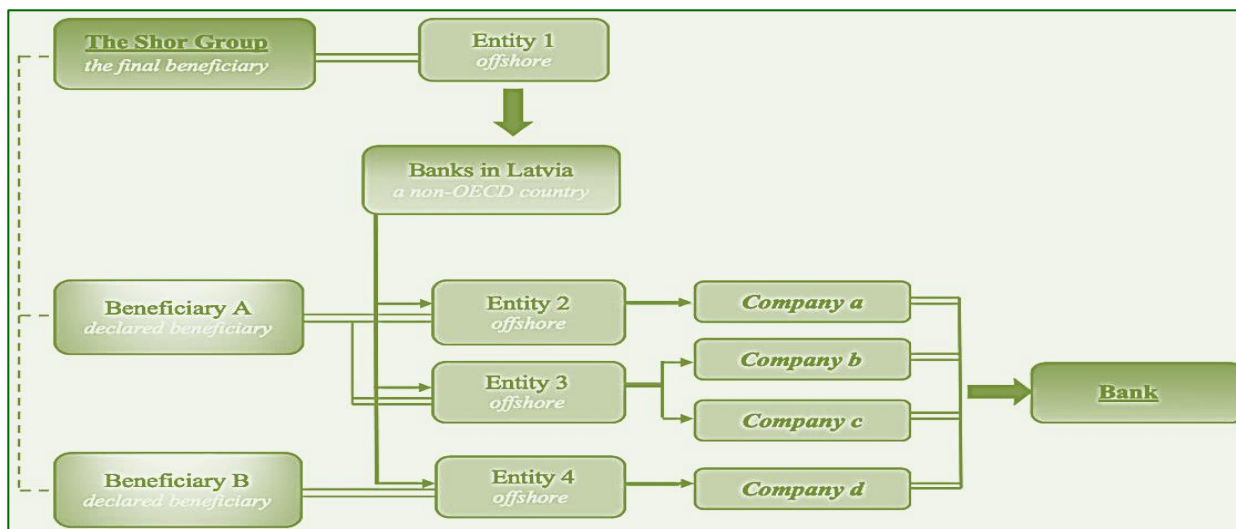 The Shor Group
the final beneficiary
Entity 1
offshore
Banks in Latvia
a non-OECD country
Beneficiary A
declared beneficiary
Entity 2
offshore
Company a
Entity 3
offshore
Company b
Company c
Bank
Beneficiary B
declared beneficiary
Entity 4
offshore
Company d